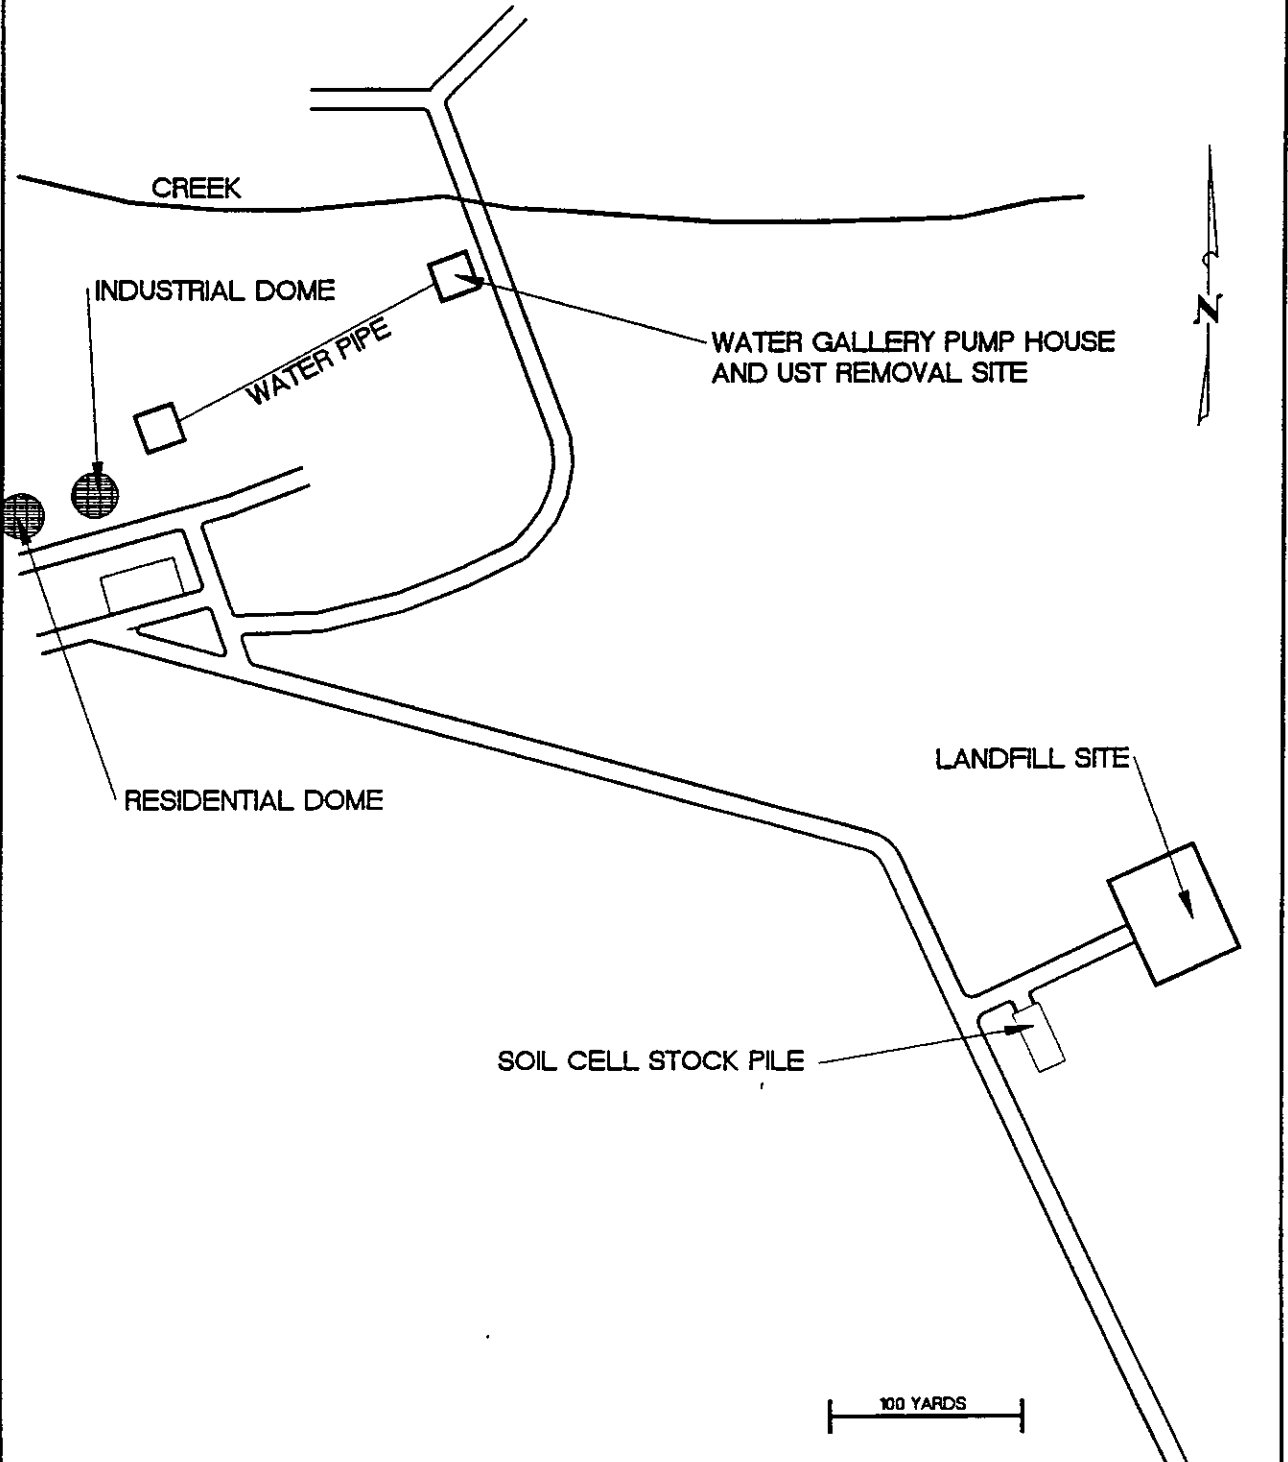 CREEK
INDUSTRIAL DOME
WATER PIPE
N
WATER GALLERY PUMP HOUSE
AND UST REMOVAL SITE
LANDFILL SITE
RESIDENTIAL DOME
SOIL CELL STOCK PILE
100 YARDS